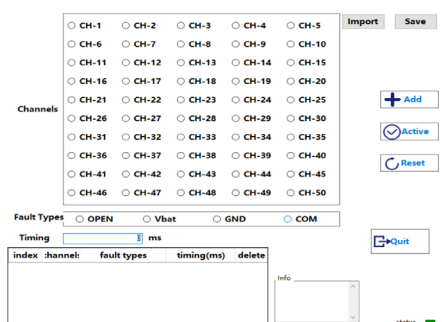 Import Save
CH-1 CH-2 CH-3 CH-4 CH-5
CH-6 CH-7 CH-8 CH-9 CH-10
CH-11 CH-12 CH-13 CH-14 CH-15
CH-16 CH-17 CH-18 CH-19 CH-20
Channels
CH-21 CH-22 CH-23 CH-24 CH-25
CH-26 CH-27 CH-28 CH-29 CH-30
CH-31 CH-32 CH-33 CH-34 CH-35
CH-36 CH-37 CH-38 CH-39 CH-40
CH-41 CH-42 CH-43 CH-44 CH-45
CH-46 CH-47 CH-48 CH-49 CH-50
Add
Active
Reset
Fault Types OPEN Vbat GND COM
Timing ms
Quit
index :hannel: fault types timing(ms) delete
Info
status